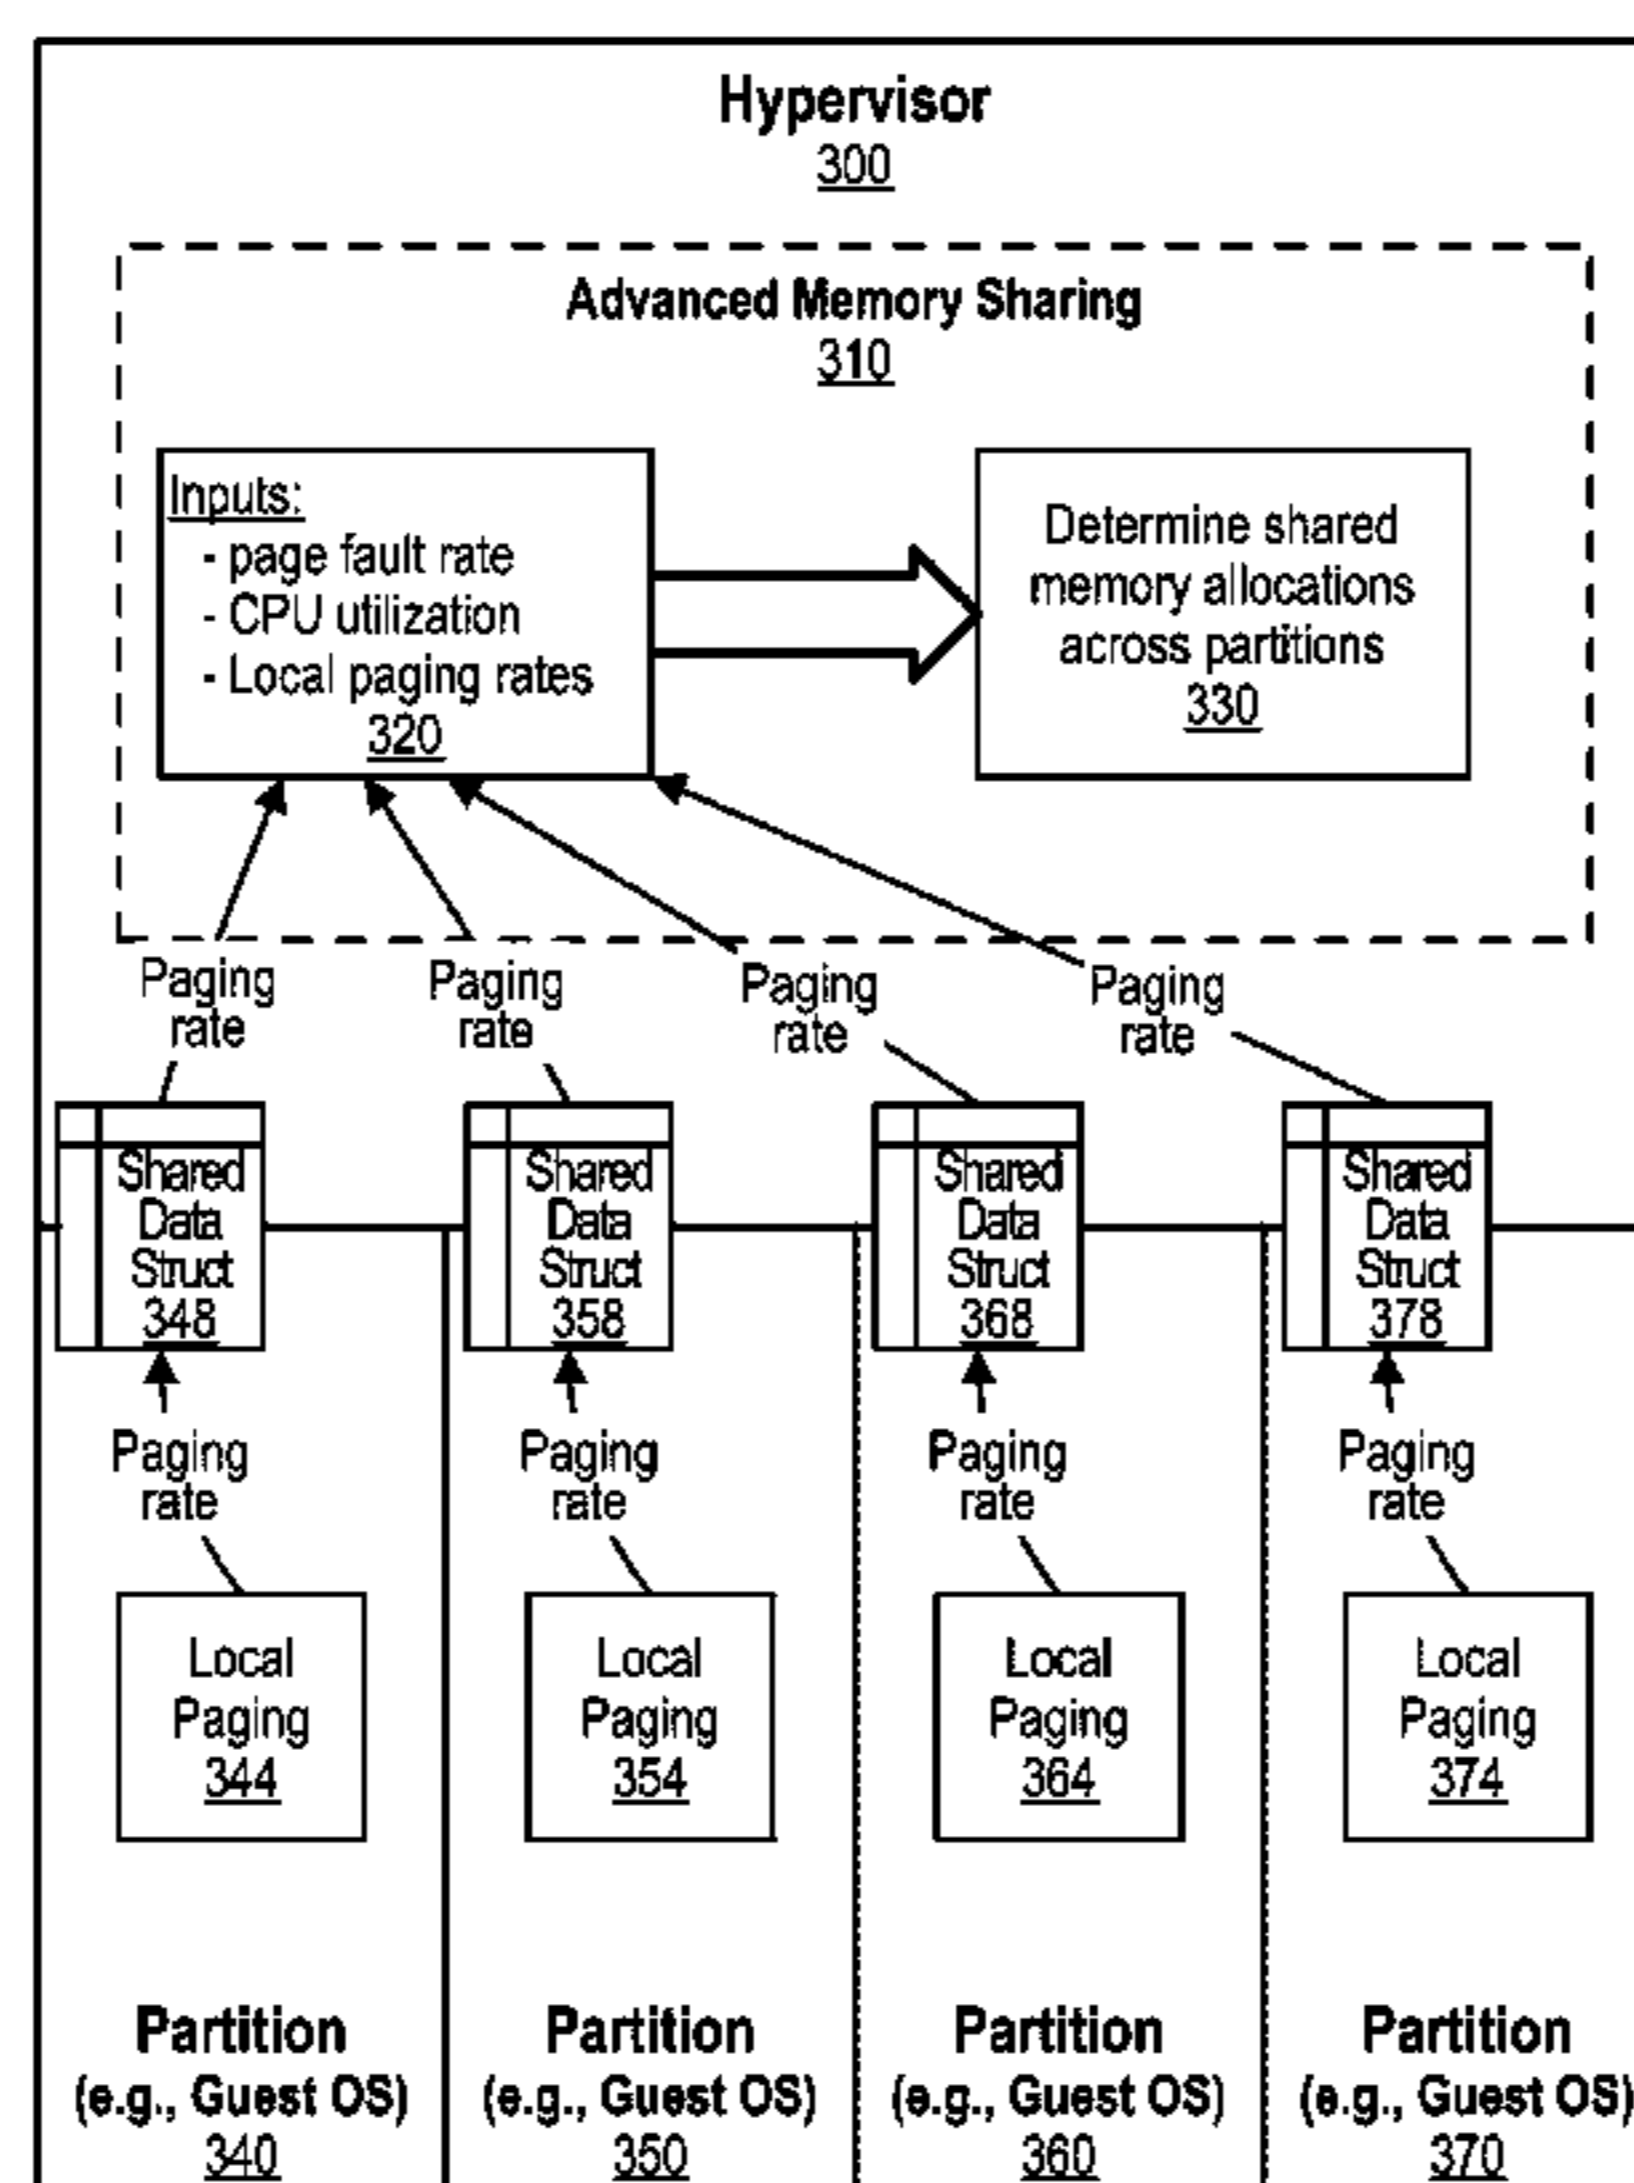 Hypervisor
300
Advanced Memory Sharing
310
Inputs:
- page fault rate
- CPU utilization
- Local paging rates
320
Determine shared
memory allocations
across partitions
330
Paging
rate
Paging
rate
Paging
rate
Paging
rate
Shared
Data
Struct
348
Shared
Data
Struct
358
Shared
Data
Struct
368
Shared
Data
Struct
378
Paging
rate
Paging
rate
Paging
rate
Paging
rate
Local
Paging
344
Local
Paging
354
Local
Paging
364
Local
Paging
374
Partition
(e.g., Guest OS)
340
Partition
(e.g., Guest OS)
350
Partition
(e.g., Guest OS)
360
Partition
(e.g., Guest OS)
370